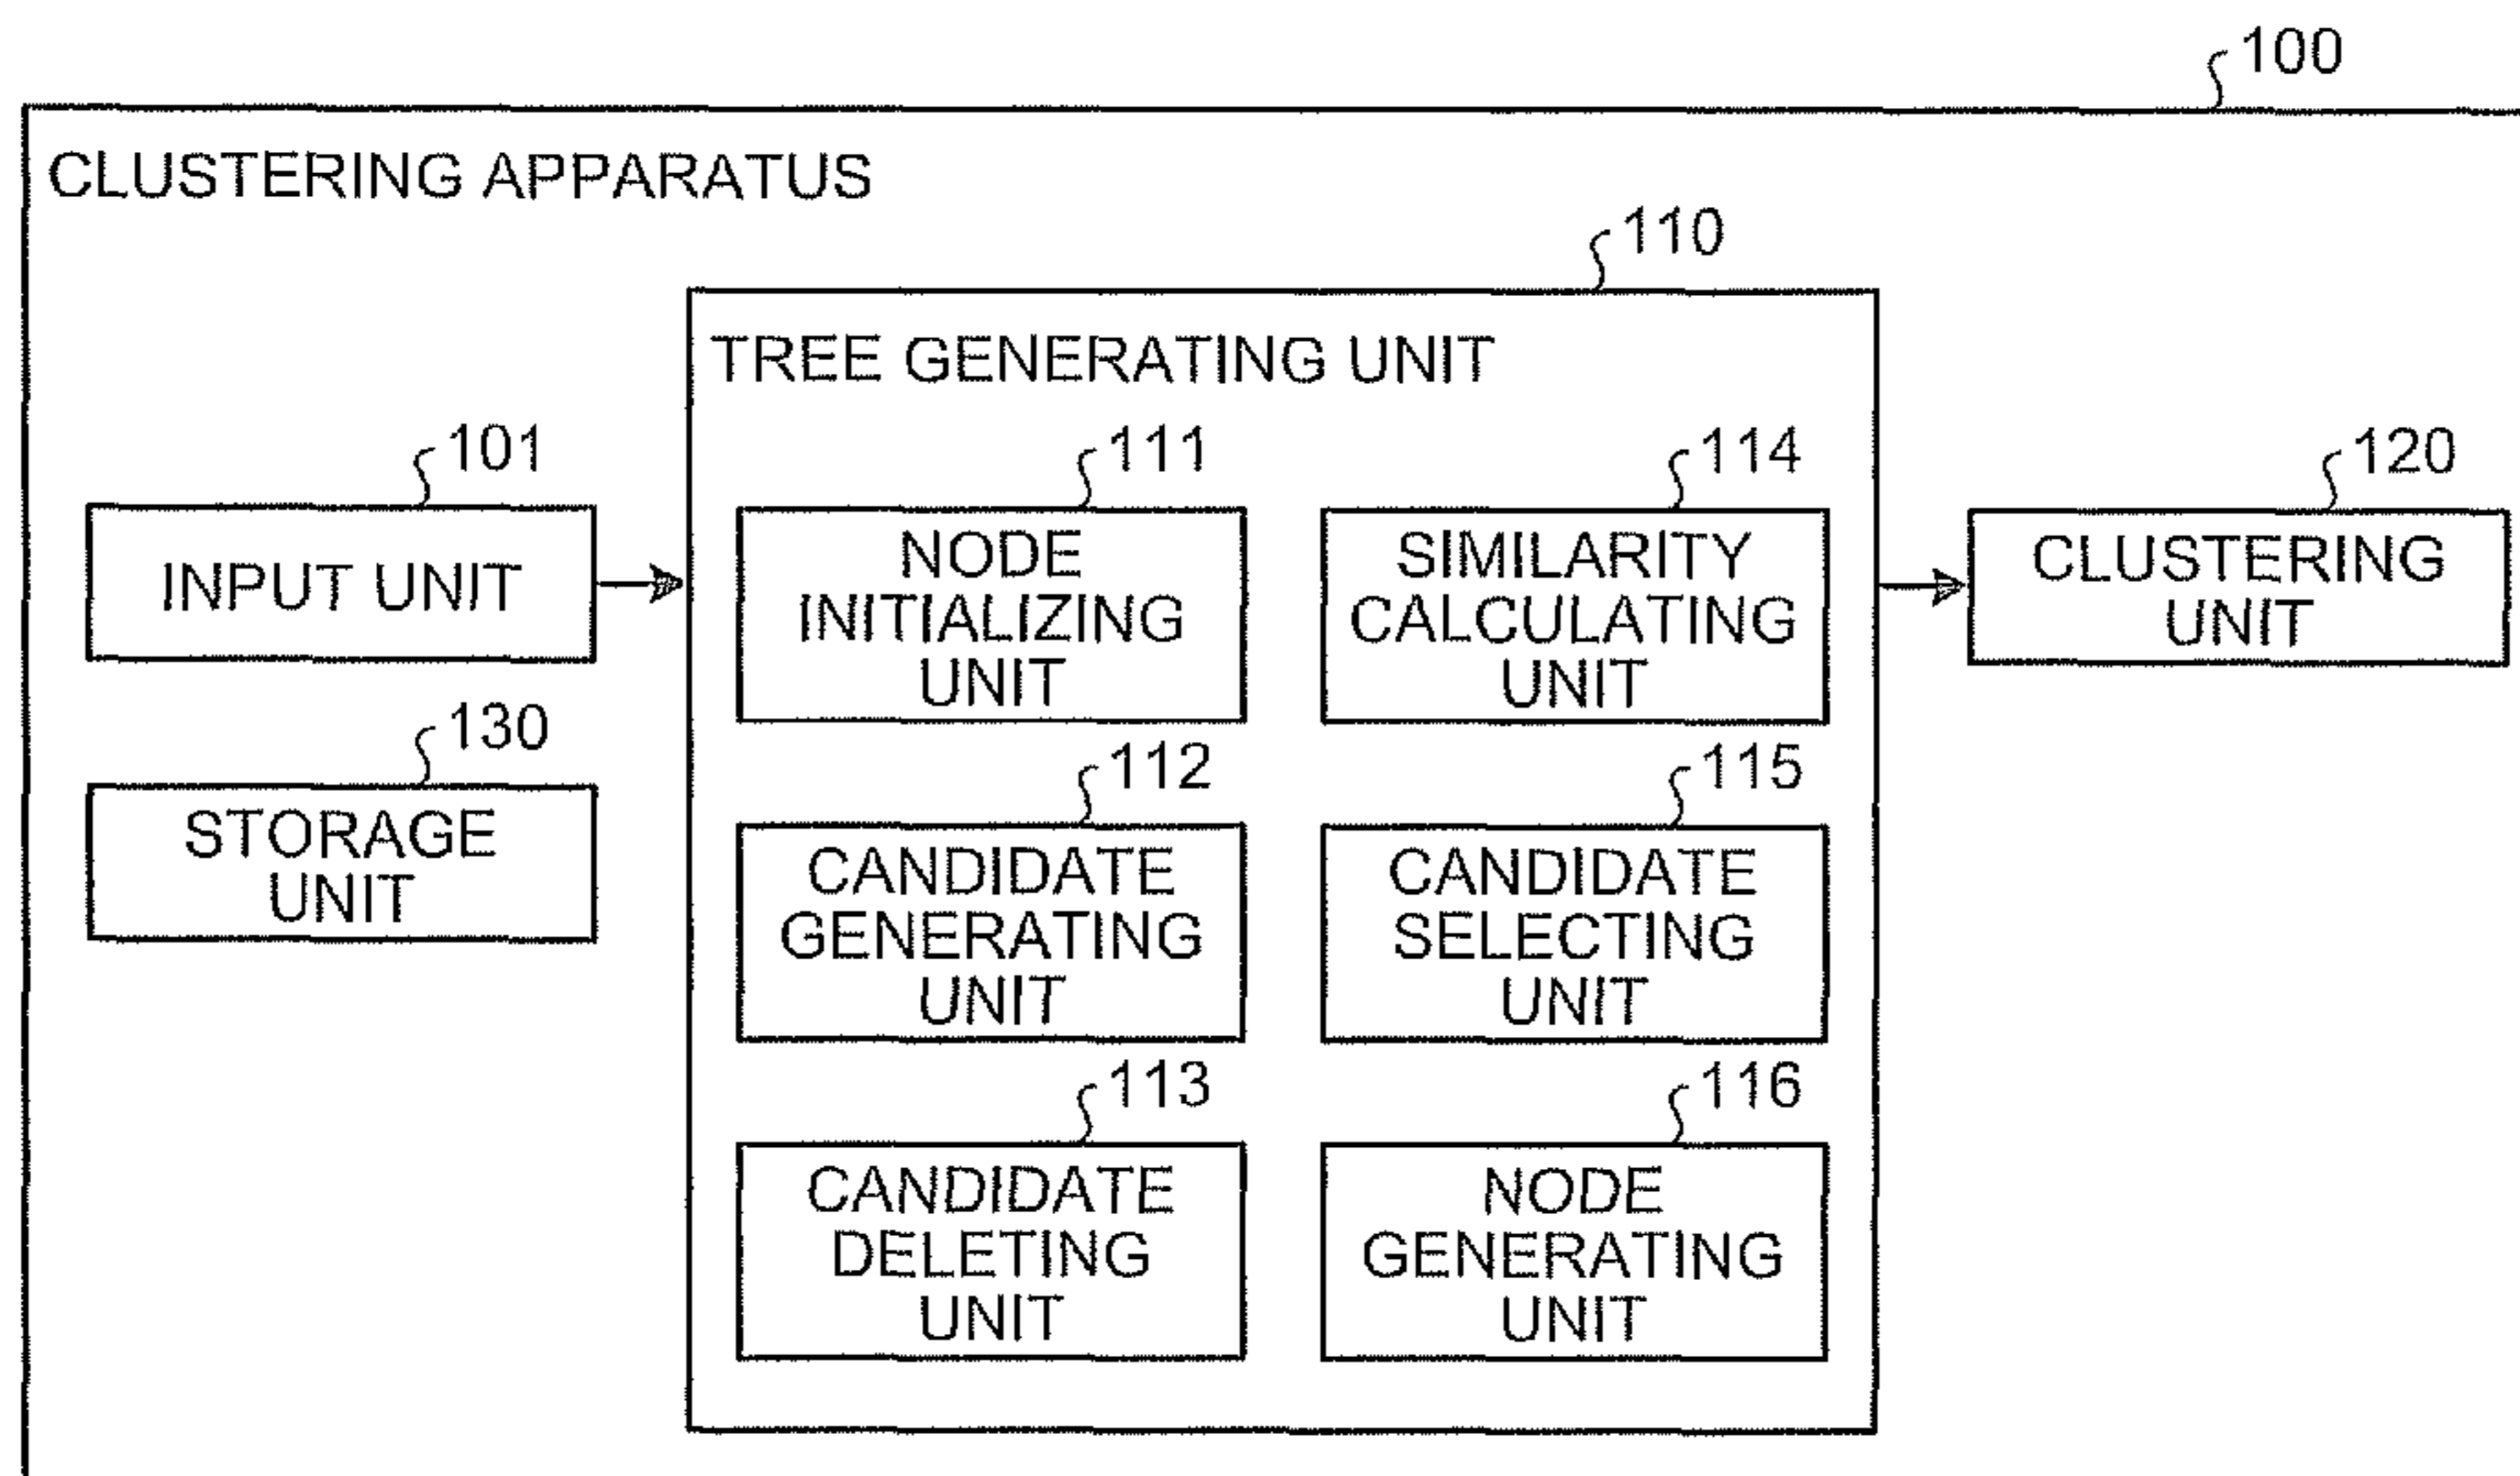 100
CLUSTERING APPARATUS
110
TREE GENERATING UNIT
101
INPUT UNIT
130
STORAGE
UNIT
111
NODE
INITIALIZING
UNIT
114
SIMILARITY
CALCULATING
UNIT
112
CANDIDATE
GENERATING
UNIT
115
CANDIDATE
SELECTING
UNIT
113
CANDIDATE
DELETING
UNIT
116
NODE
GENERATING
UNIT
120
CLUSTERING
UNIT